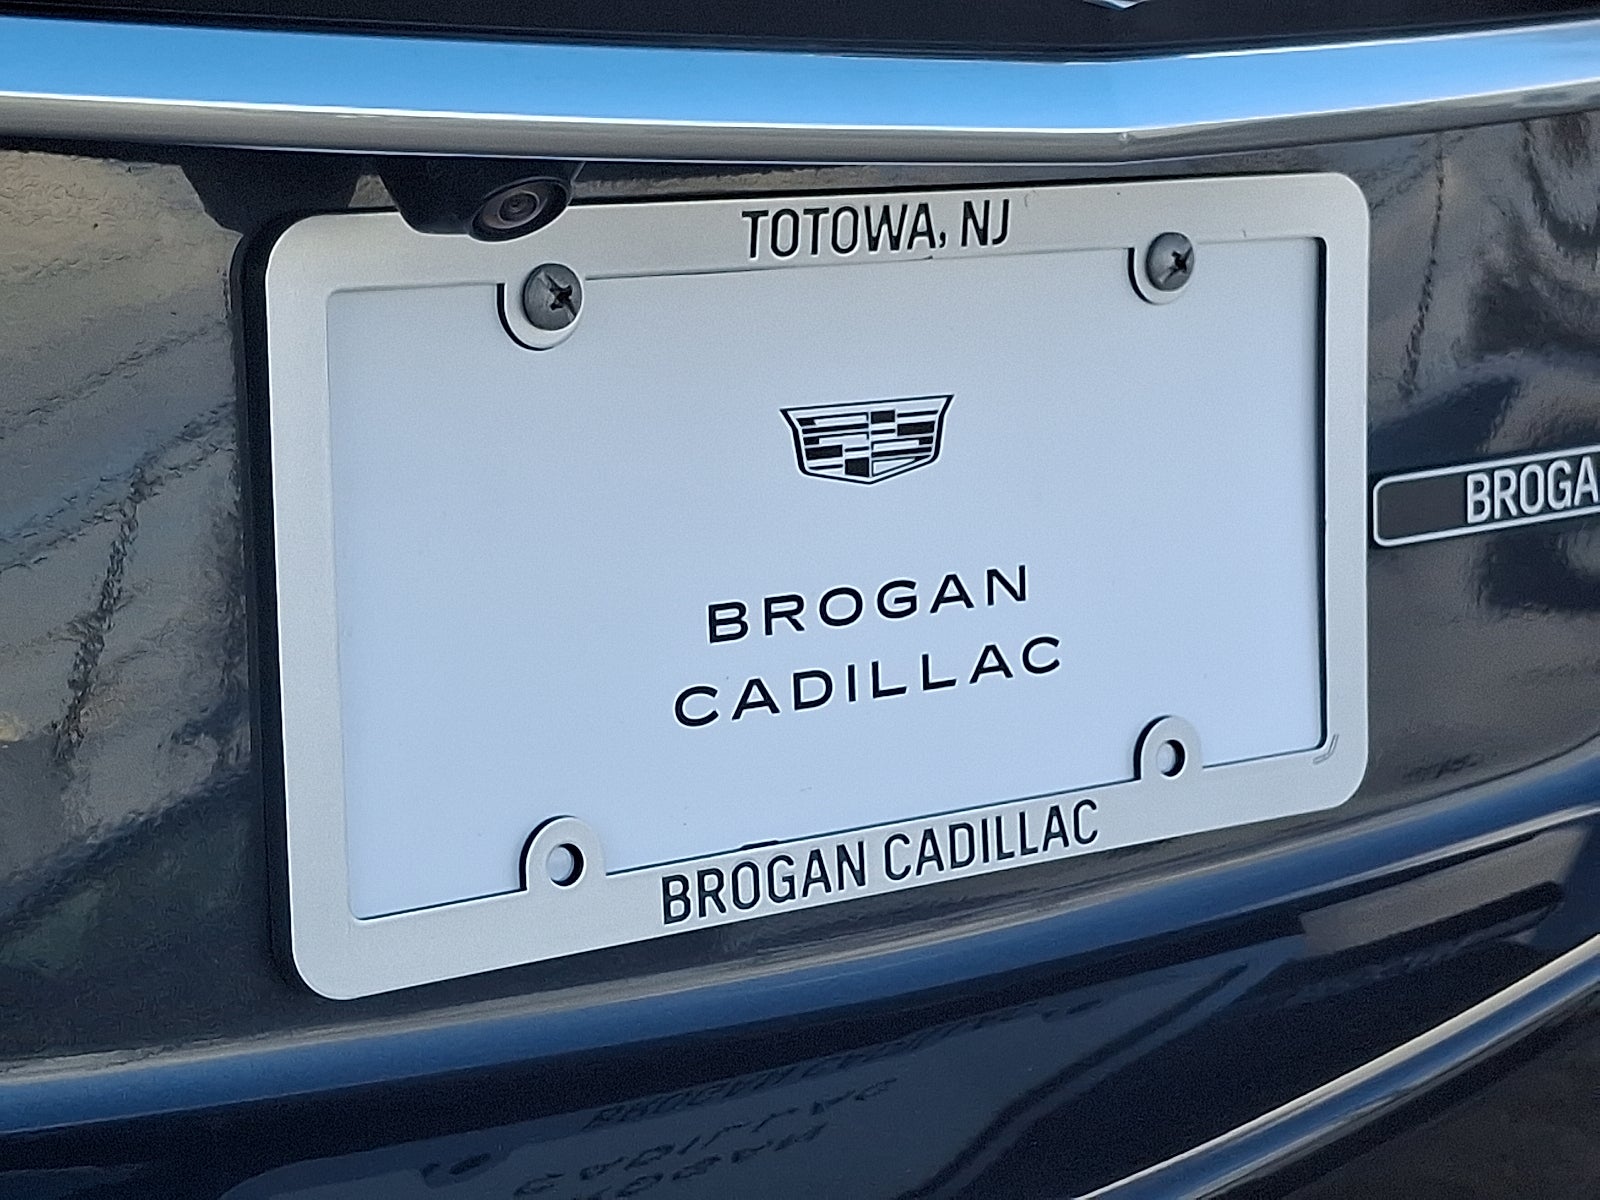 TOTOWA, NJ
BROGAN
CADILLAC
BROGAN CADILLAC
BROGA